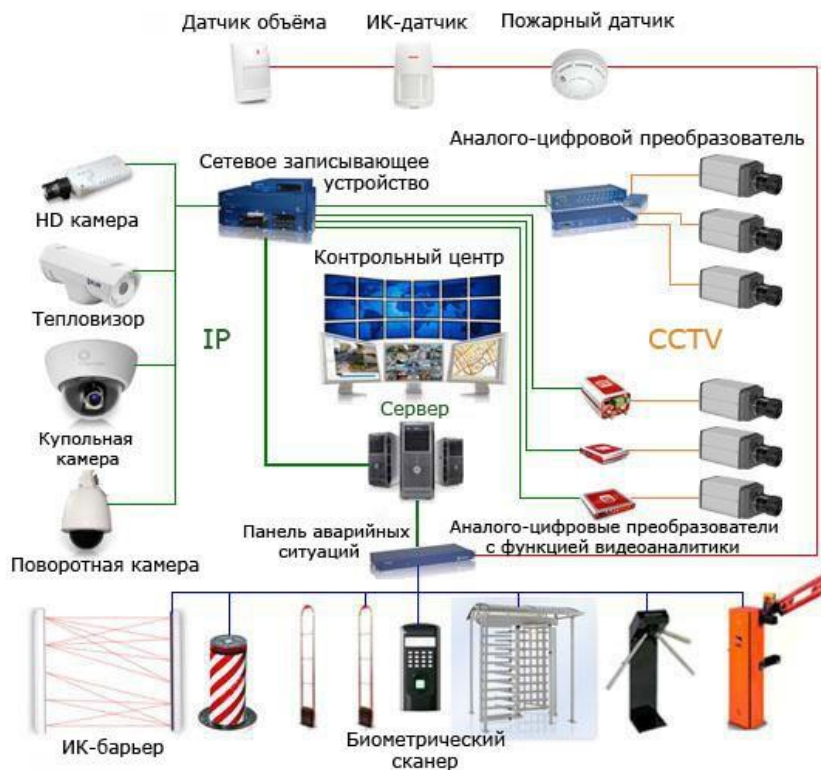 Датчик объёма
ИК-датчик
Пожарный датчик
Аналого-цифровой преобразователь
Сетевое записывающее
устройство
HD камера
Контрольный центр
Тепловизор
IP
CCTV
Сервер
Купольная
камера
Панель аварийных
ситуаций
Аналого-цифровые преобразователи
с функцией видеоаналитики
Поворотная камера
ИК-барьер
Биометрический
сканер